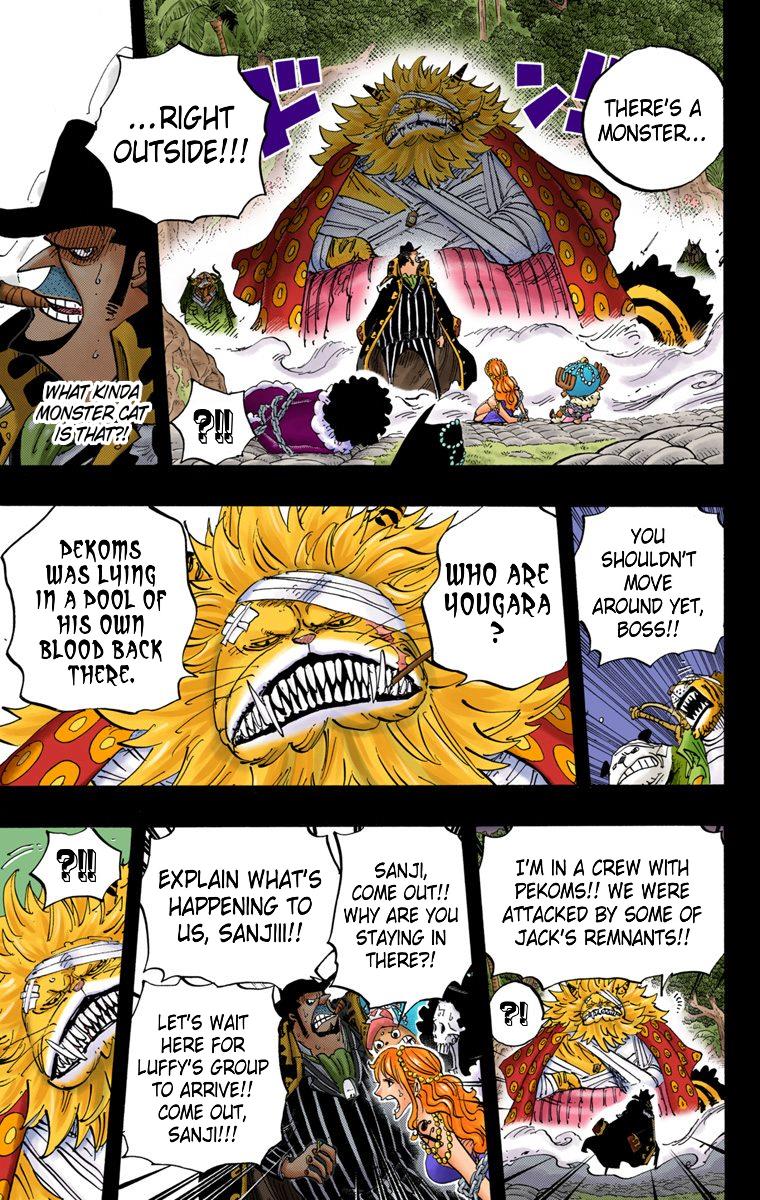 THERE'S A
MONSTER...
ドン!!
...RIGHT
OUTSIDE!!!
?!!
WHAT KINDA
MONSTER CAT
IS THAT?!
YOU
SHOULDN'T
MOVE
AROUND YET,
BOSS!!
WHO ARE
YOUGARA
?
PEKOMS
WAS LYING
IN A POOL OF
HIS OWN
BLOOD BACK
THERE.
I'M IN A CREW WITH
PEKOMS!! WE WERE
ATTACKED BY SOME OF
JACK'S REMNANTS!!
?!
SANJI,
COME OUT!!
WHY ARE YOU
STAYING IN
THERE?!
EXPLAIN WHAT'S
HAPPENING TO
US, SANJIII!!
LET'S WAIT
HERE FOR
LUFFY'S GROUP
TO ARRIVE!!
COME OUT,
SANJI!!!
?!!